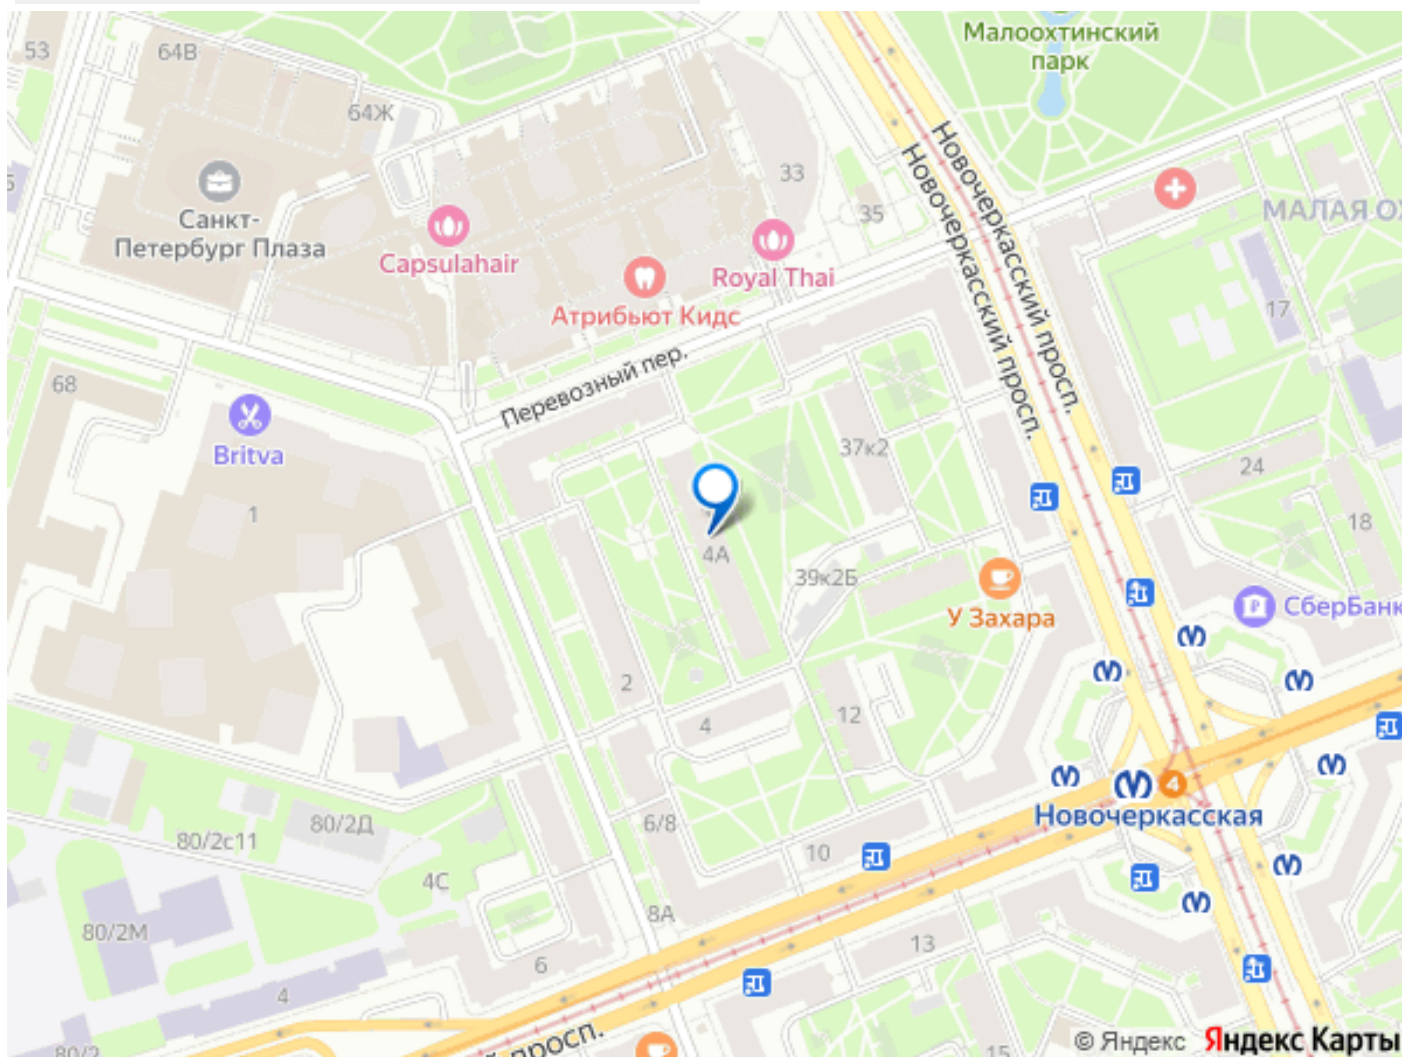 53
64В
Малоохтинский
парк
64Ж
Новочеркасский просп.
Новочеркасский просп.
33
35
Санкт-
Петербург Плаза
Capsulahair
Royal Thai
МАЛАЯ ОХ
Атрибьют Кидс
17
Перевозный пер.
68
Britva
37к2
24
1
18
4А
39к2Б
У Захара
СберБанк
2
4
12
4
Новочеркасская
80/2с11
80/2Д
6/8
10
4С
8А
80/2М
13
6
4
80/2
й просп.
15
© Яндекс Яндекс Карты